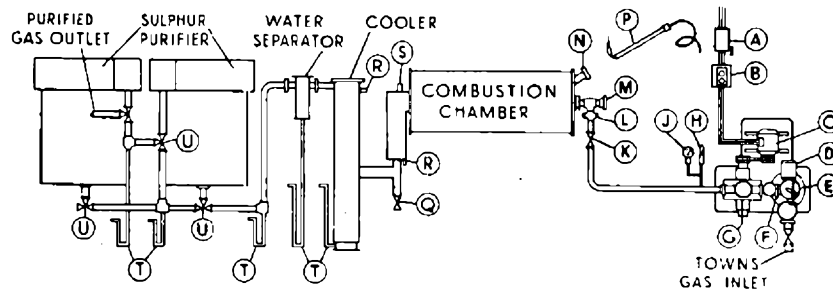 PURIFIED
GAS OUTLET
SULPHUR
PURIFIER
WATER
SEPARATOR
COOLER
R
S
COMBUSTION
CHAMBER
N
P
M
L
K
J
H
A
B
C
D
E
F
G
TOWNS
GAS INLET
U
U
U
R
Q
T
T
T